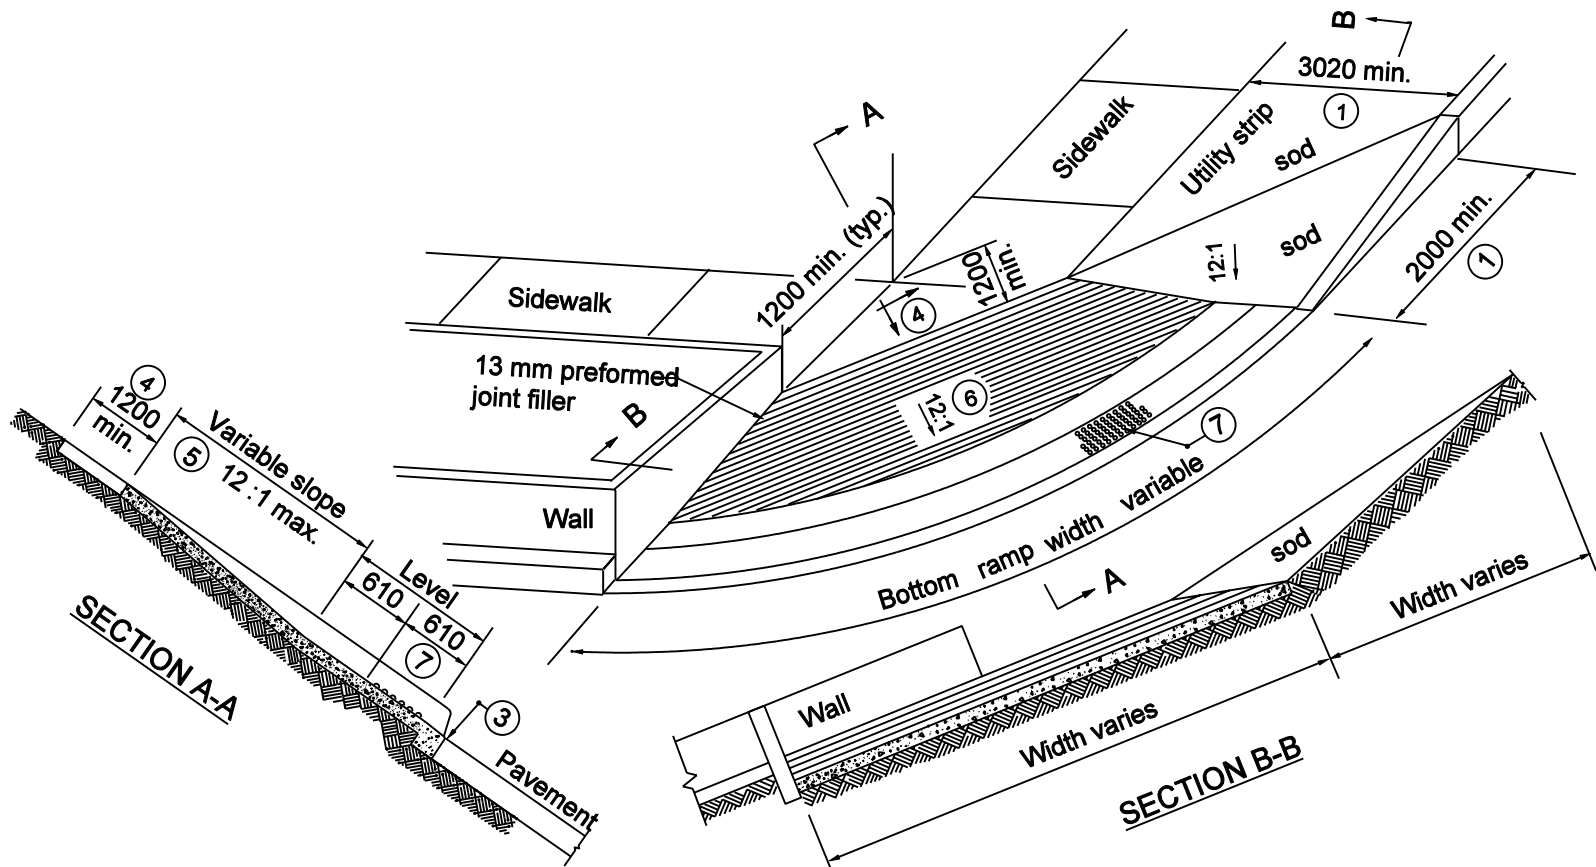 B
3020 min.
1
A
Sidewalk
Utility strip
sod
sod
12:1
2000 min.
1
1200 min. (typ.)
1200
min.
4
Sidewalk
13 mm preformed
joint filler
B
12:1
6
7
Wall
Bottom ramp width variable
A
4
1200
min.
Variable slope
5
12 :1 max.
Level
610
610
7
3
Pavement
SECTION A-A
sod
Wall
Width varies
Width varies
SECTION B-B